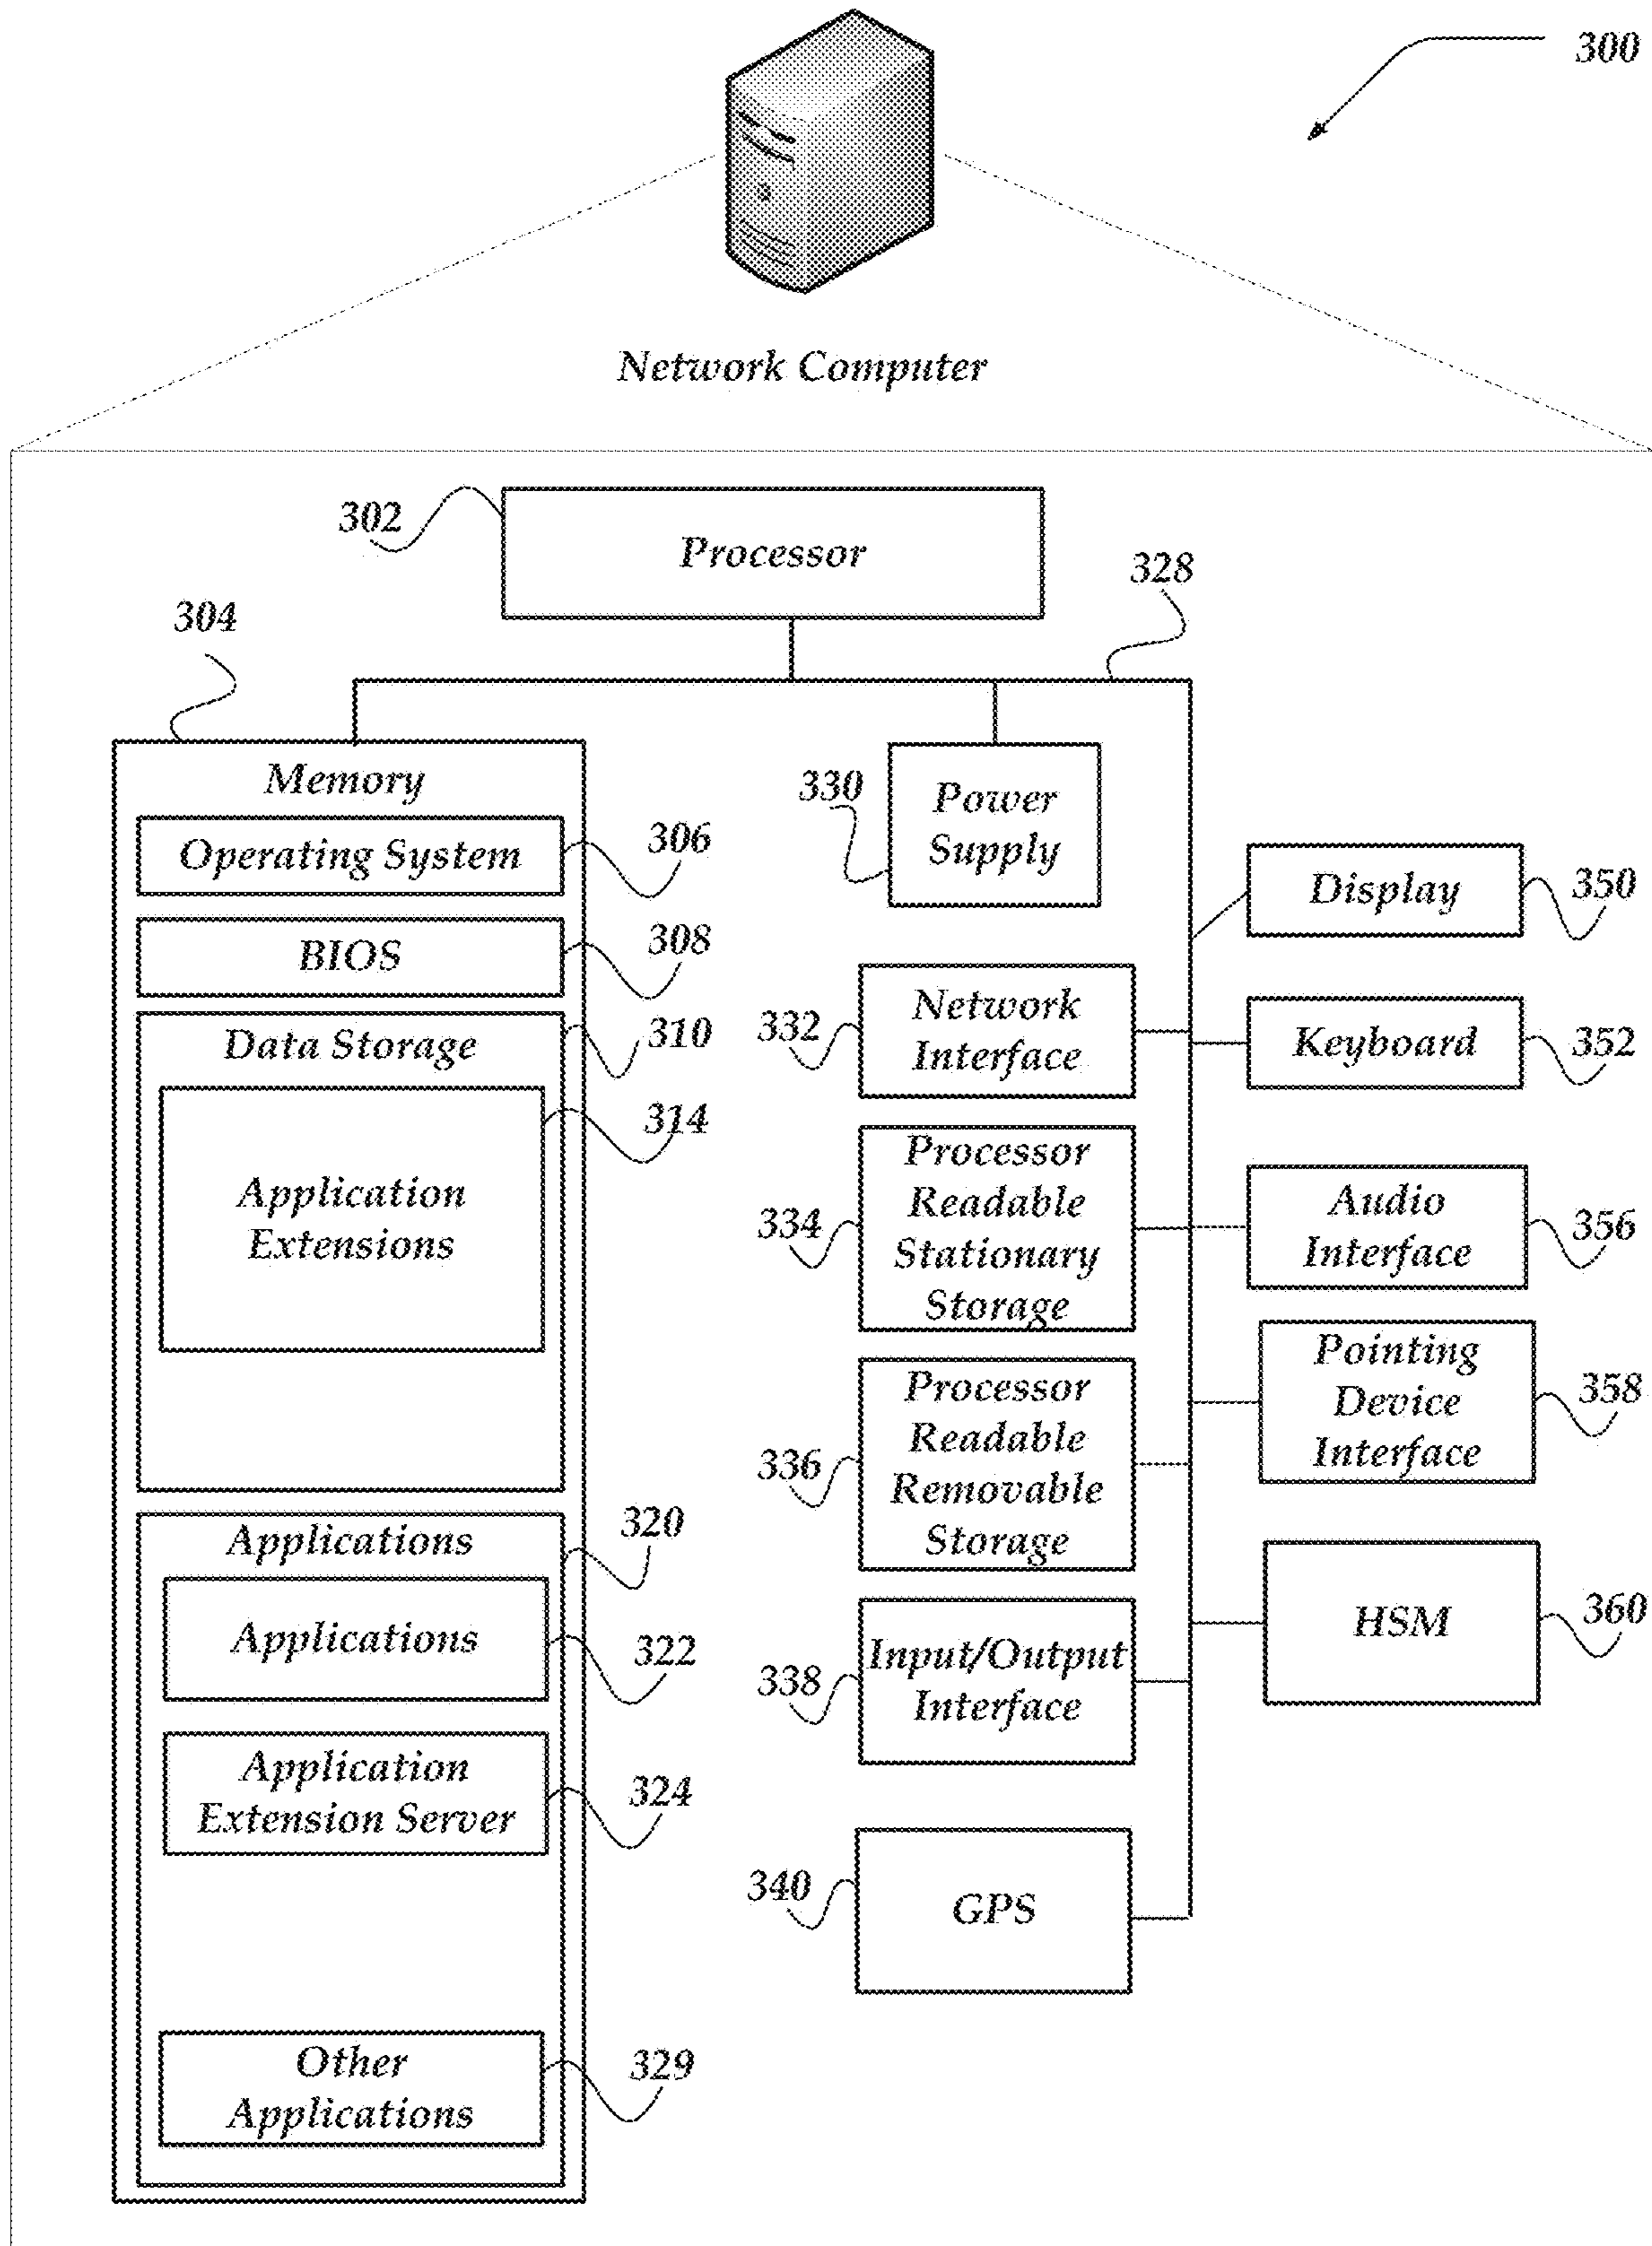 300
Network Computer
302
Processor
328
304
Memory
Operating System
306
BIOS
308
Data Storage
310
Application
Extensions
314
Applications
320
Applications
322
Application
Extension Server
324
Other
Applications
329
330
Power
Supply
332
Network
Interface
334
Processor
Readable
Stationary
Storage
336
Processor
Readable
Removable
Storage
338
Input/Output
Interface
340
GPS
Display
350
Keyboard
352
Audio
Interface
356
Pointing
Device
Interface
358
HSM
360